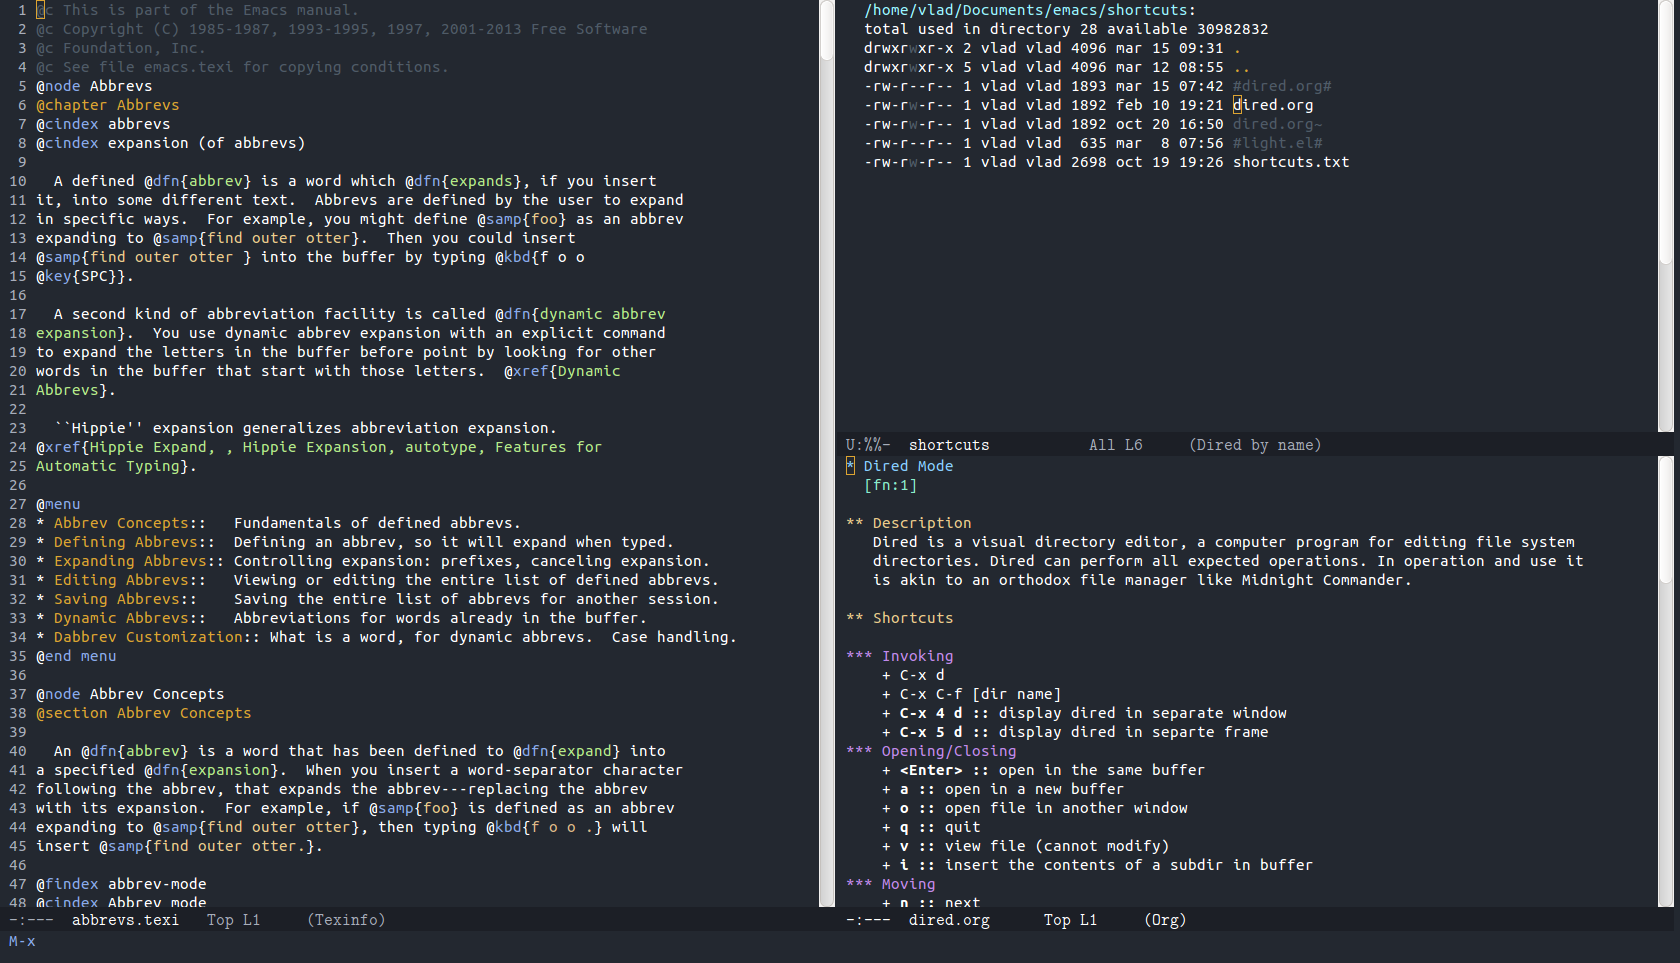 1 @c This is part of the Emacs manual.
2 @c Copyright (C) 1985-1987, 1993-1995, 1997, 2001-2013 Free Software
3 @c Foundation, Inc.
4 @c See file emacs.texi for copying conditions.
5 @node Abbrevs
6 @chapter Abbrevs
7 @cindex abbrevs
8 @cindex expansion (of abbrevs)
9
10   A defined @dfn{abbrev} is a word which @dfn{expands}, if you insert
11 it, into some different text.  Abbrevs are defined by the user to expand
12 in specific ways.  For example, you might define @samp{foo} as an abbrev
13 expanding to @samp{find outer otter}.  Then you could insert
14 @samp{find outer otter } into the buffer by typing @kbd{f o o
15 @key{SPC}}.
16
17   A second kind of abbreviation facility is called @dfn{dynamic abbrev
18 expansion}.  You use dynamic abbrev expansion with an explicit command
19 to expand the letters in the buffer before point by looking for other
20 words in the buffer that start with those letters.  @xref{Dynamic
21 Abbrevs}.
22
23   ``Hippie'' expansion generalizes abbreviation expansion.
24 @xref{Hippie Expand, , Hippie Expansion, autotype, Features for
25 Automatic Typing}.
26
27 @menu
28 * Abbrev Concepts::   Fundamentals of defined abbrevs.
29 * Defining Abbrevs::  Defining an abbrev, so it will expand when typed.
30 * Expanding Abbrevs:: Controlling expansion: prefixes, canceling expansion.
31 * Editing Abbrevs::   Viewing or editing the entire list of defined abbrevs.
32 * Saving Abbrevs::    Saving the entire list of abbrevs for another session.
33 * Dynamic Abbrevs::   Abbreviations for words already in the buffer.
34 * Dabbrev Customization:: What is a word, for dynamic abbrevs.  Case handling.
35 @end menu
36
37 @node Abbrev Concepts
38 @section Abbrev Concepts
39
40   An @dfn{abbrev} is a word that has been defined to @dfn{expand} into
41 a specified @dfn{expansion}.  When you insert a word-separator character
42 following the abbrev, that expands the abbrev---replacing the abbrev
43 with its expansion.  For example, if @samp{foo} is defined as an abbrev
44 expanding to @samp{find outer otter}, then typing @kbd{f o o .} will
45 insert @samp{find outer otter.}.
46
47 @findex abbrev-mode
48 @cindex Abbrev mode
-:---  abbrevs.texi   Top L1     (Texinfo)
M-x
/home/vlad/Documents/emacs/shortcuts:
total used in directory 28 available 30982832
drwxrwxr-x 2 vlad vlad 4096 mar 15 09:31 .
drwxrwxr-x 5 vlad vlad 4096 mar 12 08:55 ..
-rw-r--r-- 1 vlad vlad 1893 mar 15 07:42 #dired.org#
-rw-rw-r-- 1 vlad vlad 1892 feb 10 19:21 dired.org
-rw-rw-r-- 1 vlad vlad 1892 oct 20 16:50 dired.org~
-rw-r--r-- 1 vlad vlad  635 mar  8 07:56 #light.el#
-rw-rw-r-- 1 vlad vlad 2698 oct 19 19:26 shortcuts.txt
U:%%-  shortcuts           All L6     (Dired by name)
* Dired Mode
  [fn:1]

** Description
   Dired is a visual directory editor, a computer program for editing file system
   directories. Dired can perform all expected operations. In operation and use it
   is akin to an orthodox file manager like Midnight Commander.

** Shortcuts

*** Invoking
    + C-x d
    + C-x C-f [dir name]
    + C-x 4 d :: display dired in separate window
    + C-x 5 d :: display dired in separte frame
*** Opening/Closing
    + <Enter> :: open in the same buffer
    + a :: open in a new buffer
    + o :: open file in another window
    + q :: quit
    + v :: view file (cannot modify)
    + i :: insert the contents of a subdir in buffer
*** Moving
    + n :: next
-:---  dired.org      Top L1     (Org)